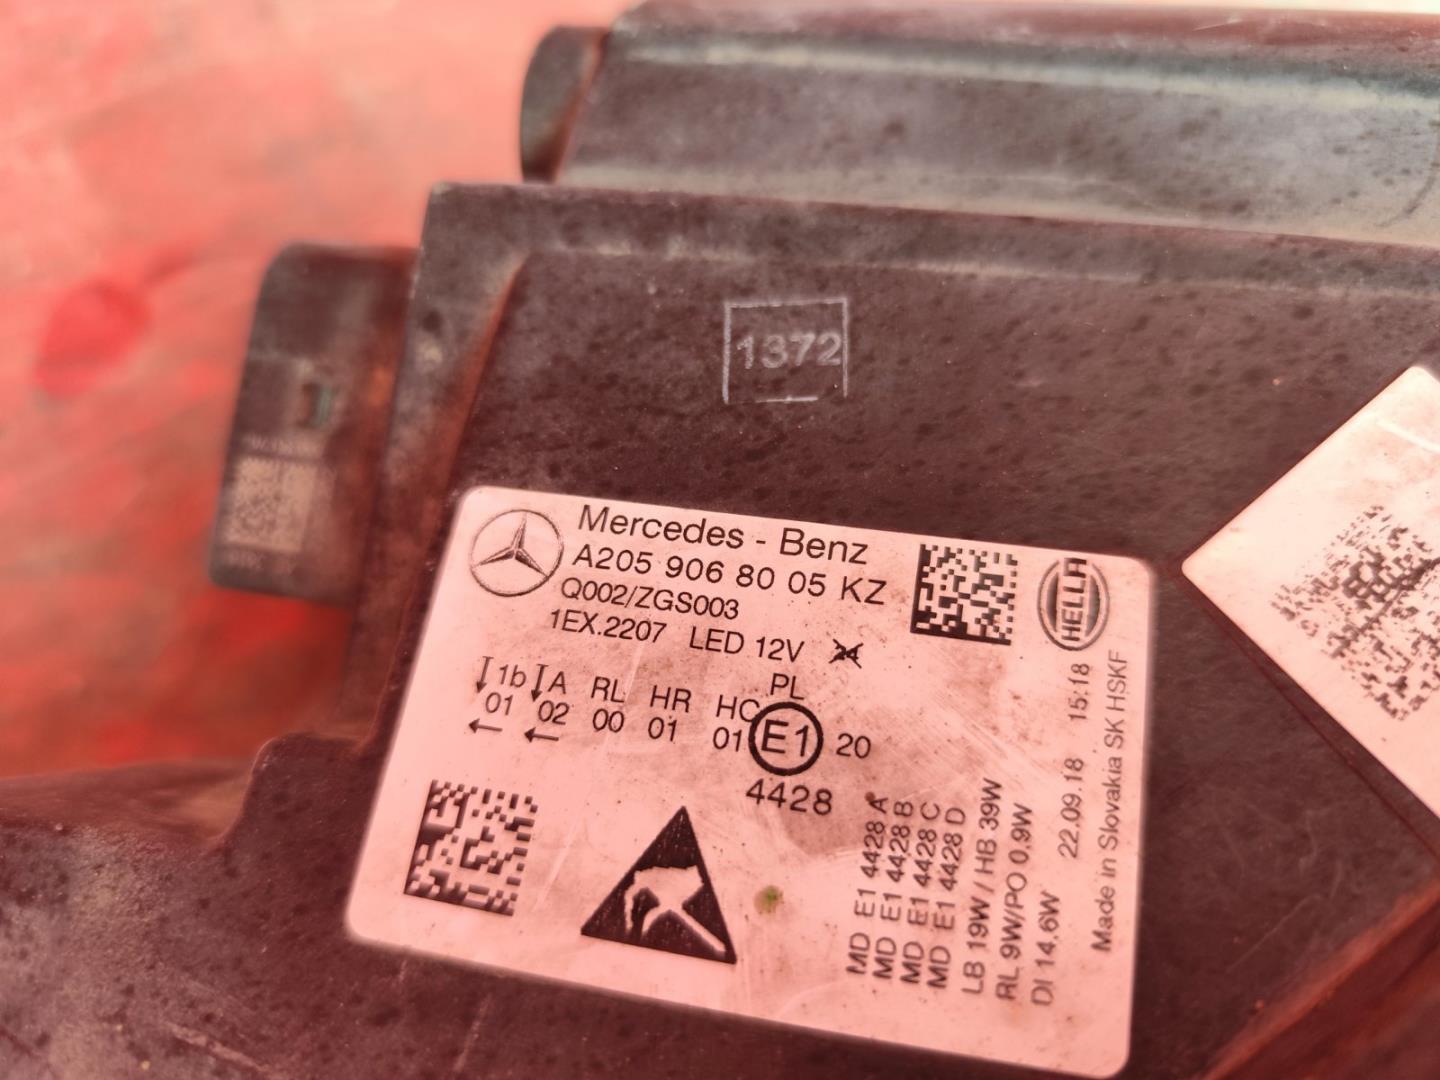 1372
Mercedes - Benz
A205 906 80 05 KZ
Q002/ZGS003
1EX.2207 LED 12V 24
HELLA
1b A RL HR HC PL
01 02 00 01 01 E1 20
← ←
4428
MD E1 4428 A
MD E1 4428 B
MD E1 4428 C
MD E1 4428 D
LB 19W / HB 39W
RL 9W/PO 0,9W
DI 14,6W
22.09.18 15:18
Made in Slovakia SK HSKF